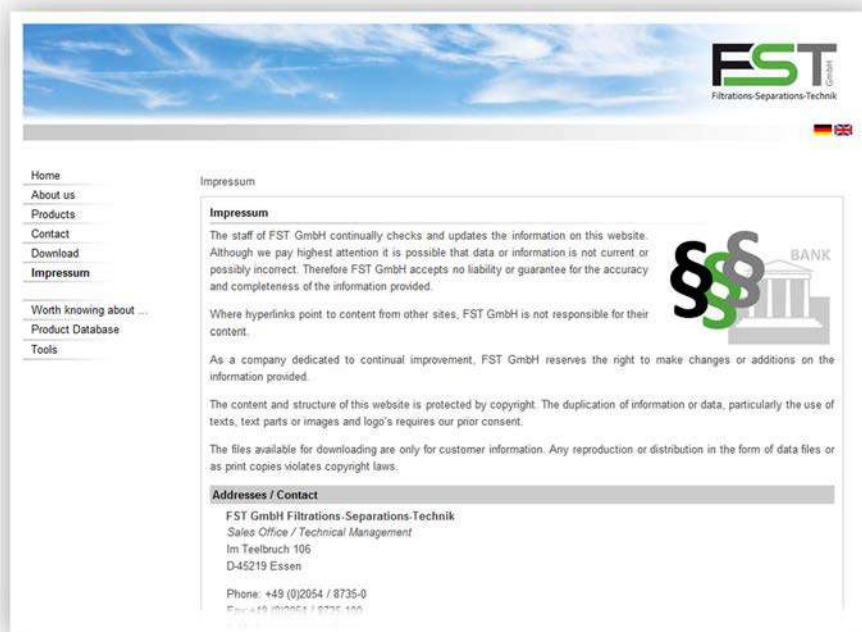 FST GmbH
Filtrations-Separations-Technik
Home
About us
Products
Contact
Download
Impressum
Worth knowing about ...
Product Database
Tools
Impressum
Impressum
The staff of FST GmbH continually checks and updates the information on this website.
Although we pay highest attention it is possible that data or information is not current or
possibly incorrect. Therefore FST GmbH accepts no liability or guarantee for the accuracy
and completeness of the information provided.
Where hyperlinks point to content from other sites, FST GmbH is not responsible for their
content.
As a company dedicated to continual improvement, FST GmbH reserves the right to make changes or additions on the
information provided.
The content and structure of this website is protected by copyright. The duplication of information or data, particularly the use of
texts, text parts or images and logo's requires our prior consent.
The files available for downloading are only for customer information. Any reproduction or distribution in the form of data files or
as print copies violates copyright laws.
§§§
BANK
Addresses / Contact
FST GmbH Filtrations-Separations-Technik
Sales Office / Technical Management
Im Teelbruch 106
D-45219 Essen
Phone: +49 (0)2054 / 8735-0
Fax:+49 (0)2054 / 8735-100